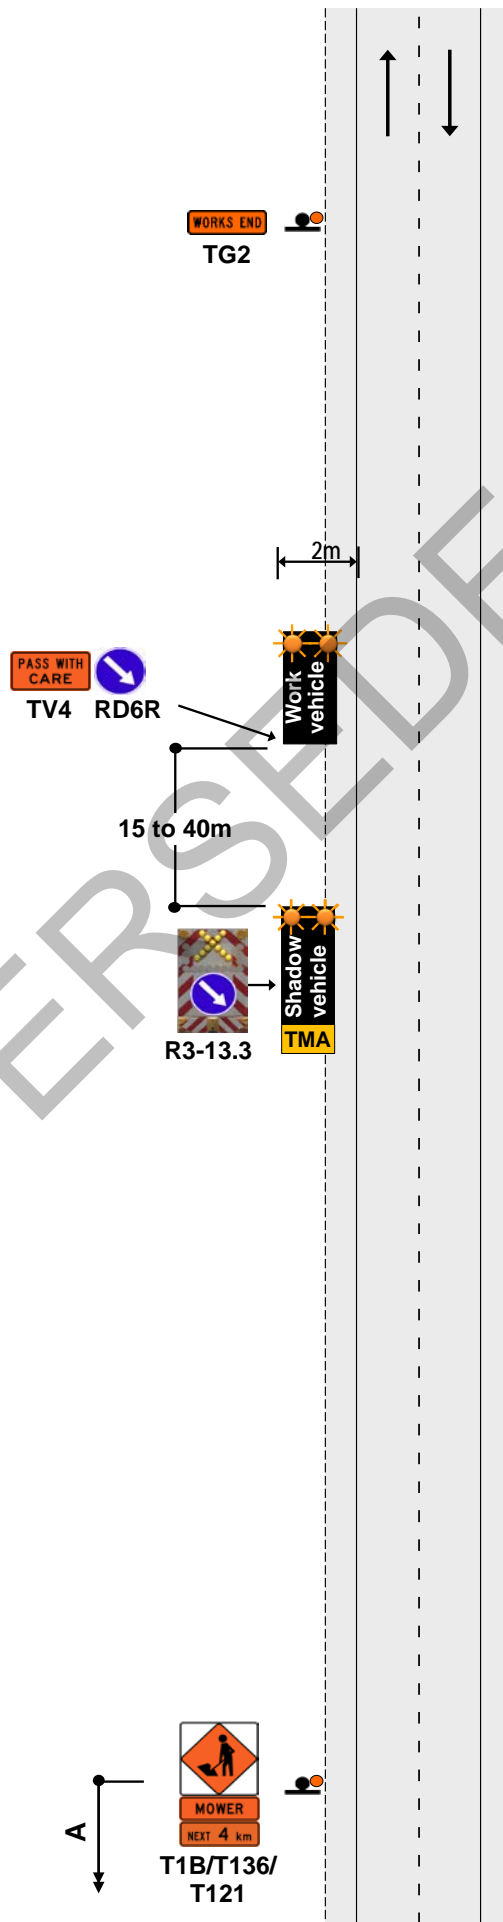 WORKS END
TG2
2m
PASS WITH
CARE
TV4 RD6R
Work
vehicle
15 to 40m
Shadow
vehicle
TMA
R3-13.3
ERSEDE
MOWER
NEXT 4 km
A
T1B/T136/
T121